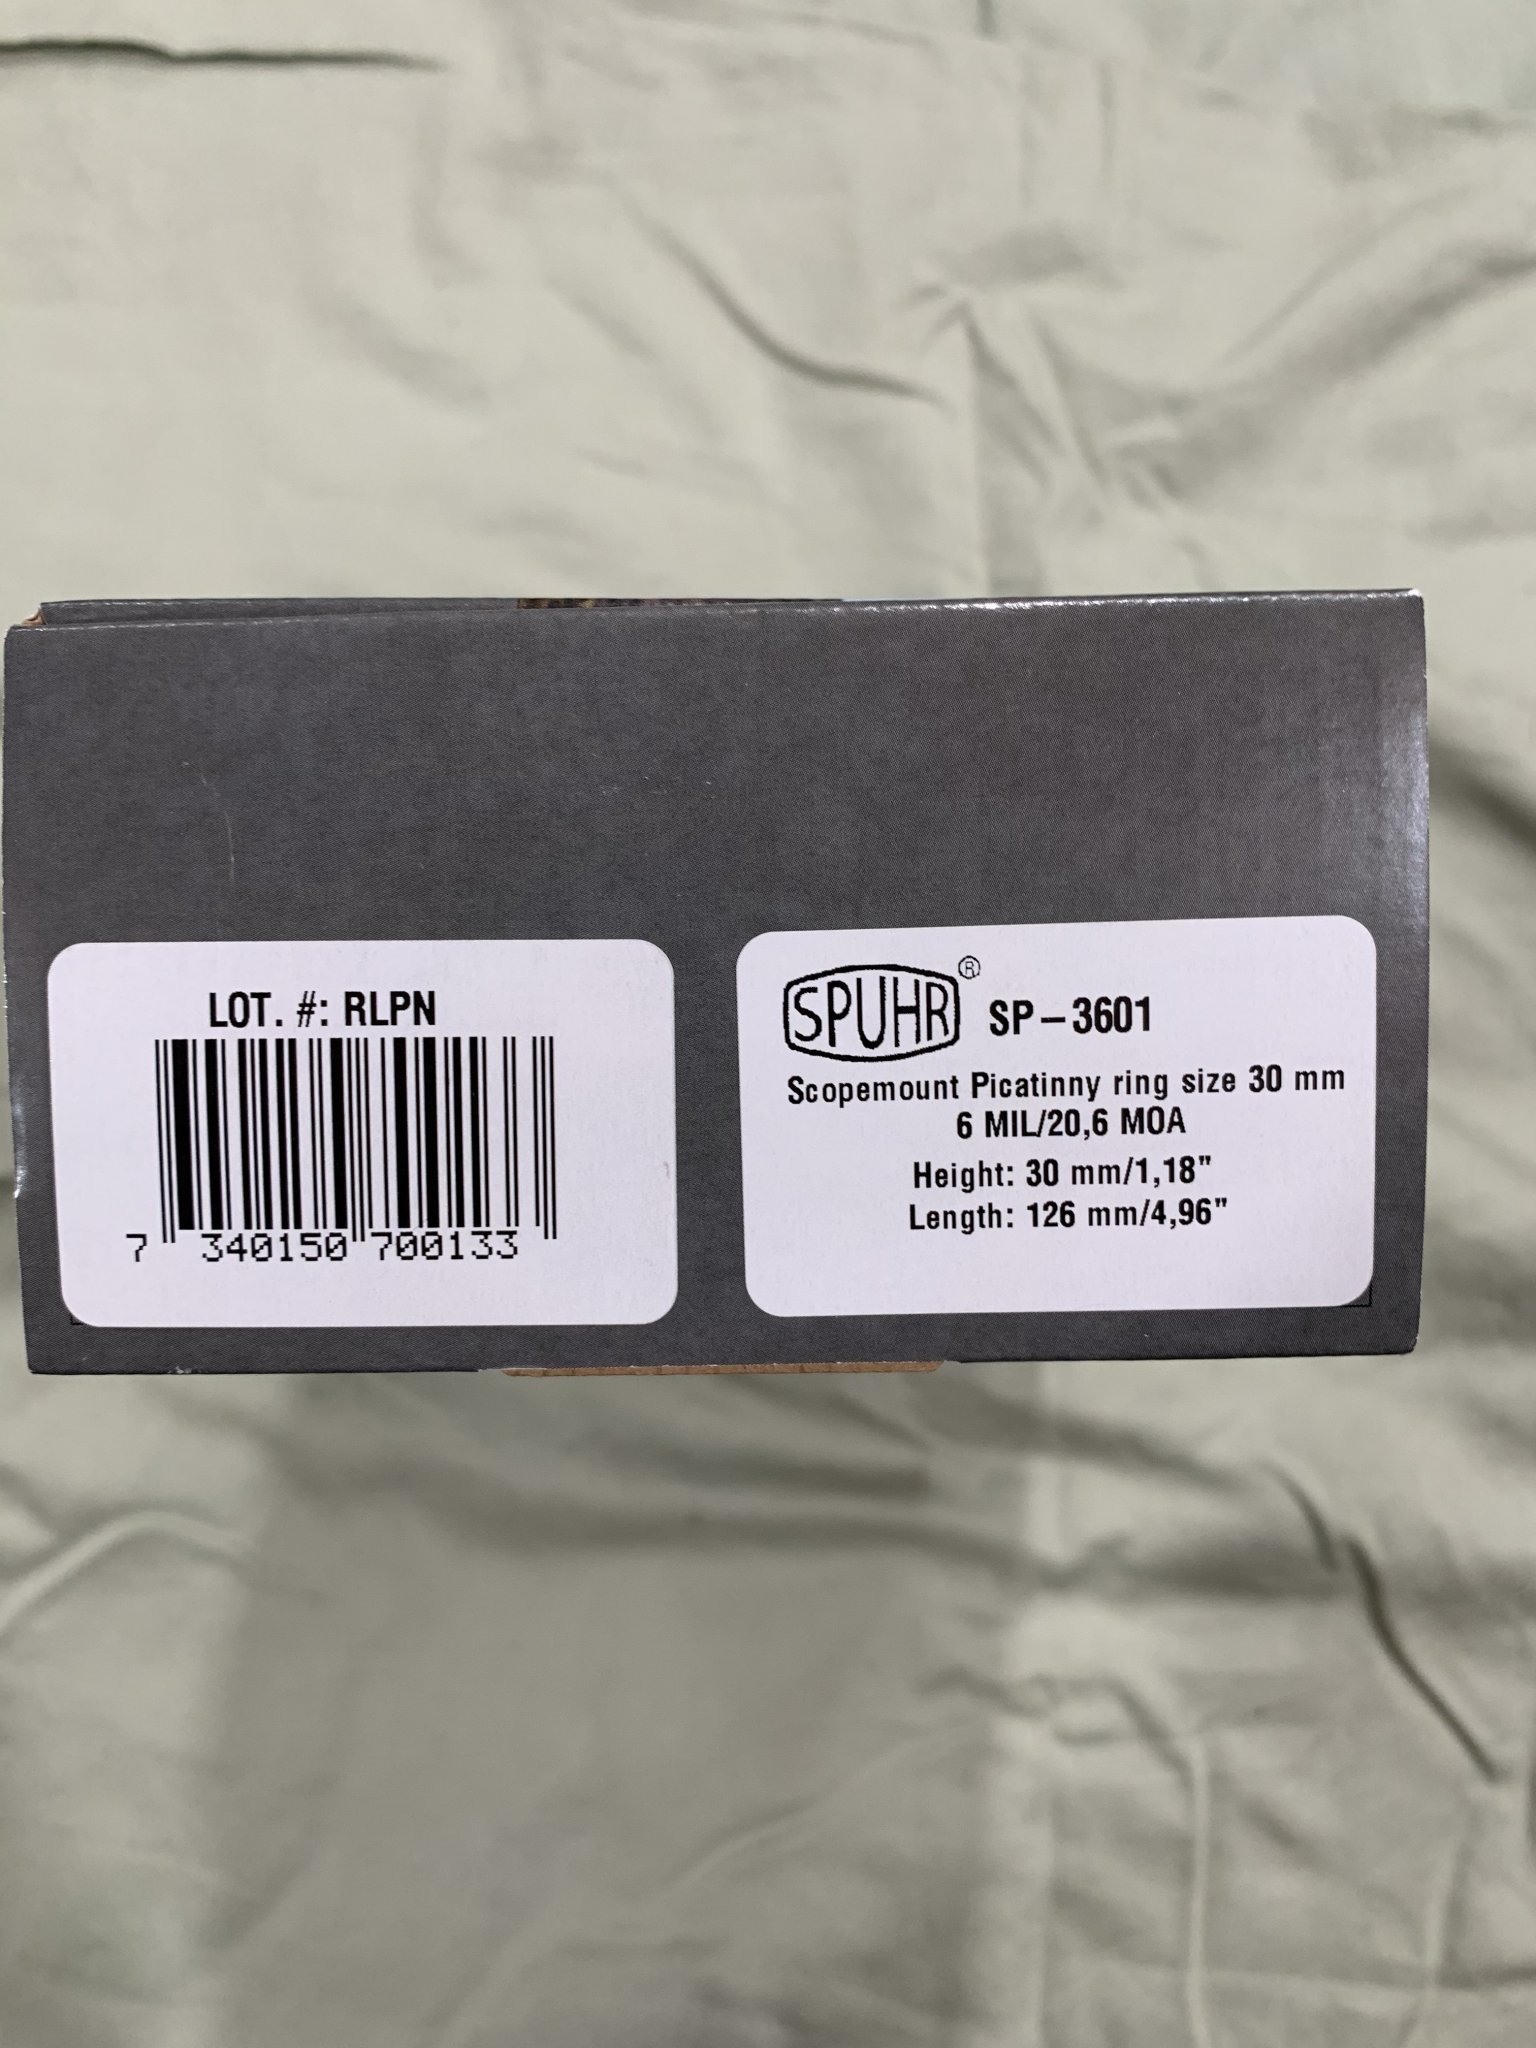 LOT. #: RLPN
7 340150 700133
SPUHR® SP-3601
Scopemount Picatinny ring size 30 mm
6 MIL/20,6 MOA
Height: 30 mm/1,18"
Length: 126 mm/4,96"